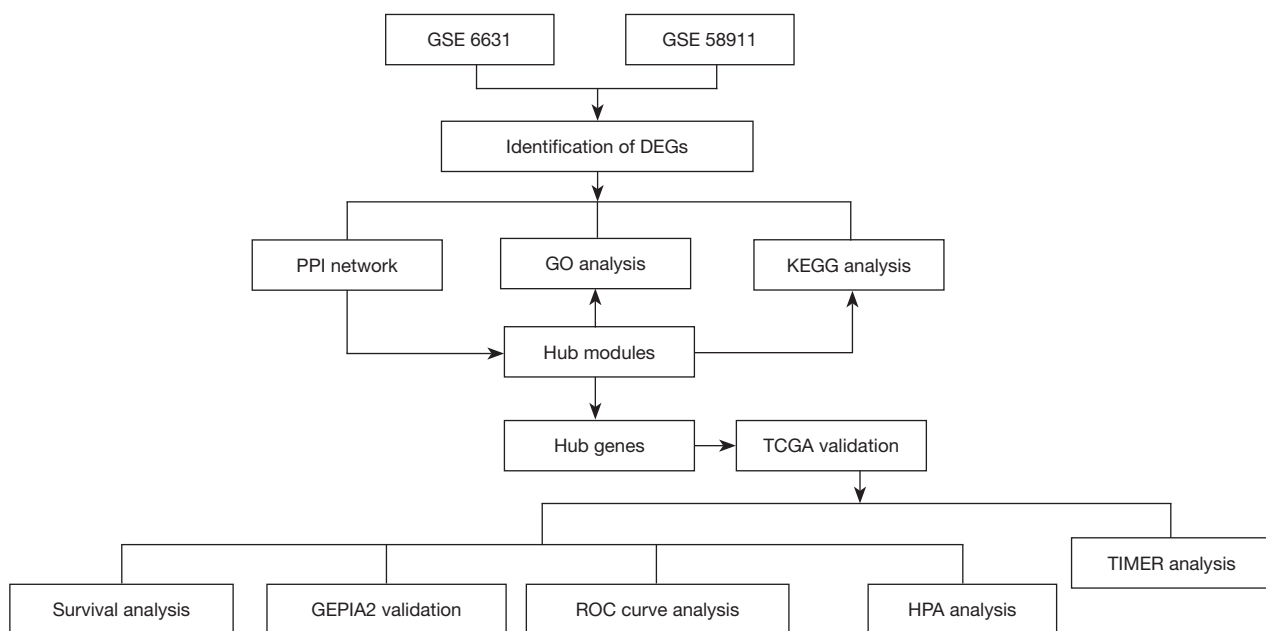 GSE 6631
GSE 58911
Identification of DEGs
PPI network
GO analysis
KEGG analysis
Hub modules
Hub genes
TCGA validation
TIMER analysis
Survival analysis
GEPIA2 validation
ROC curve analysis
HPA analysis